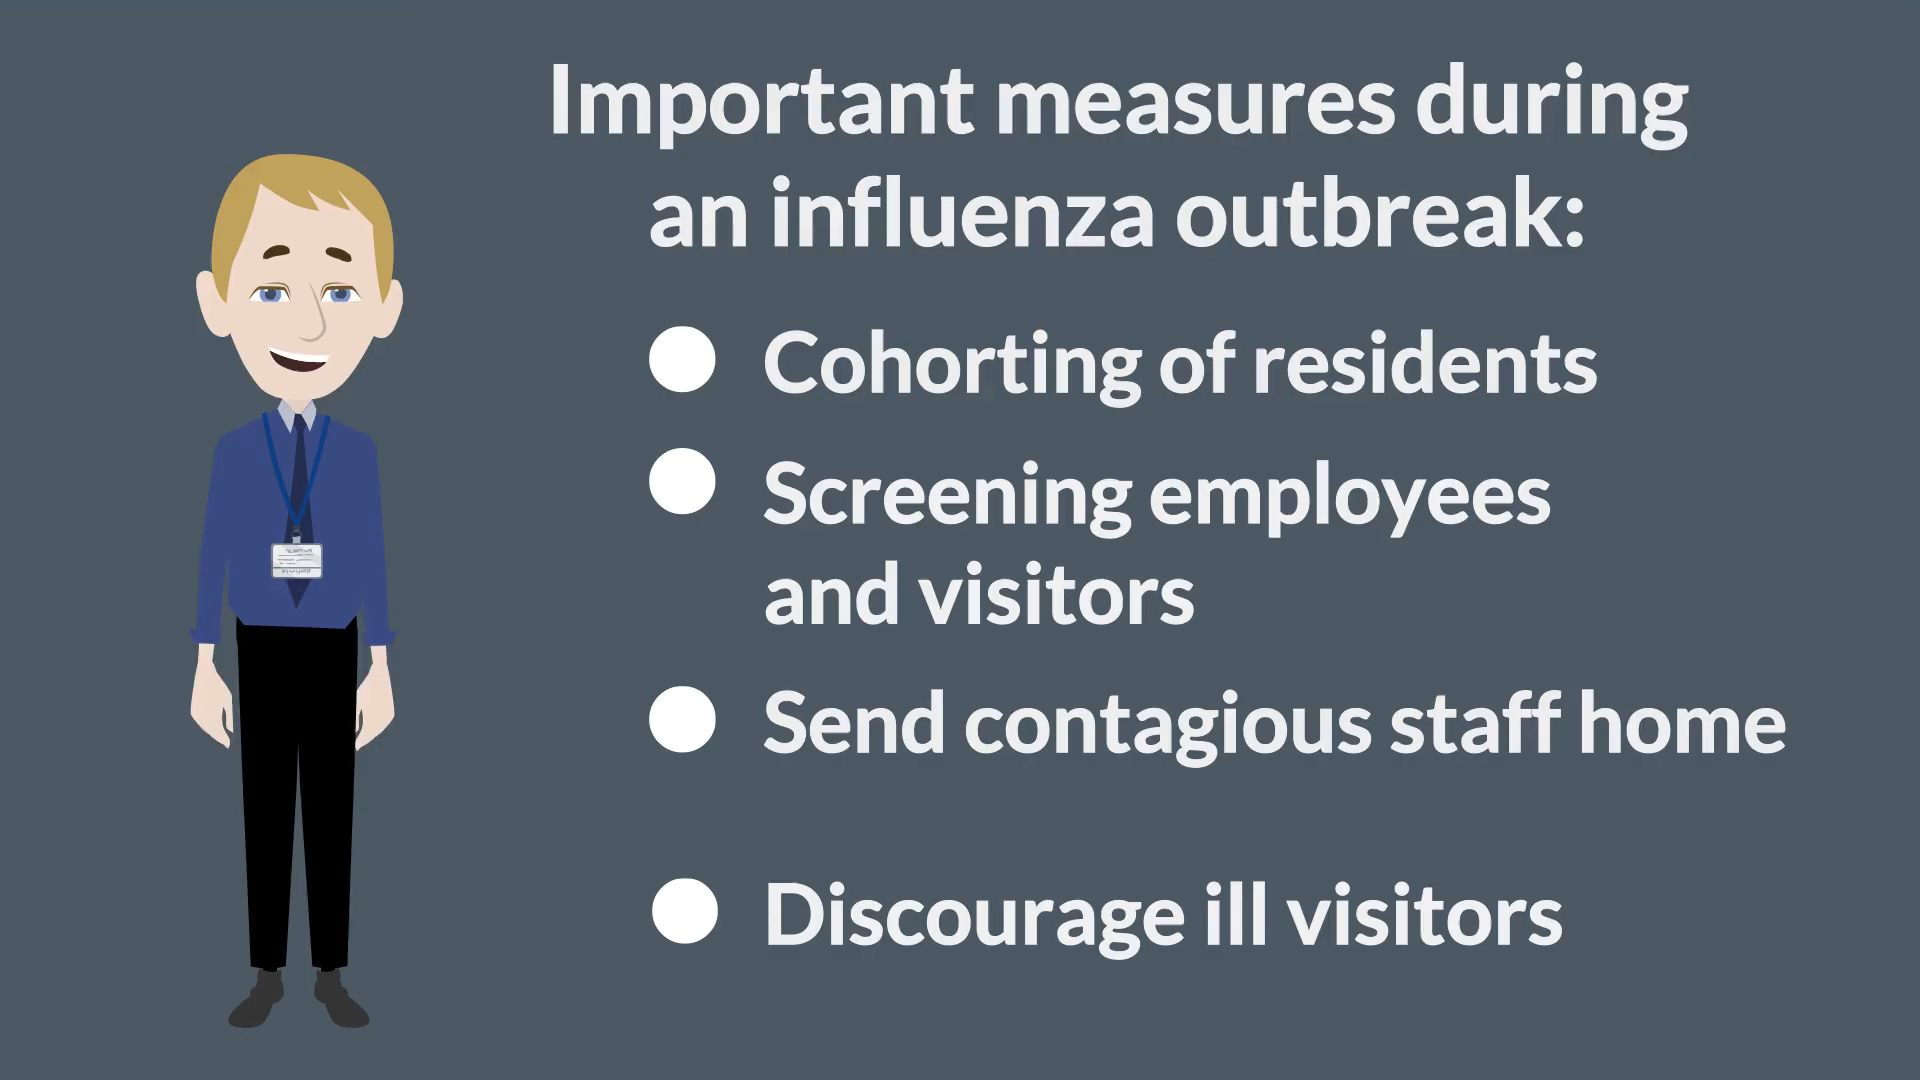 Important measures during
an influenza outbreak:
Cohorting of residents
Screening employees
and visitors
Send contagious staff home
Discourage ill visitors